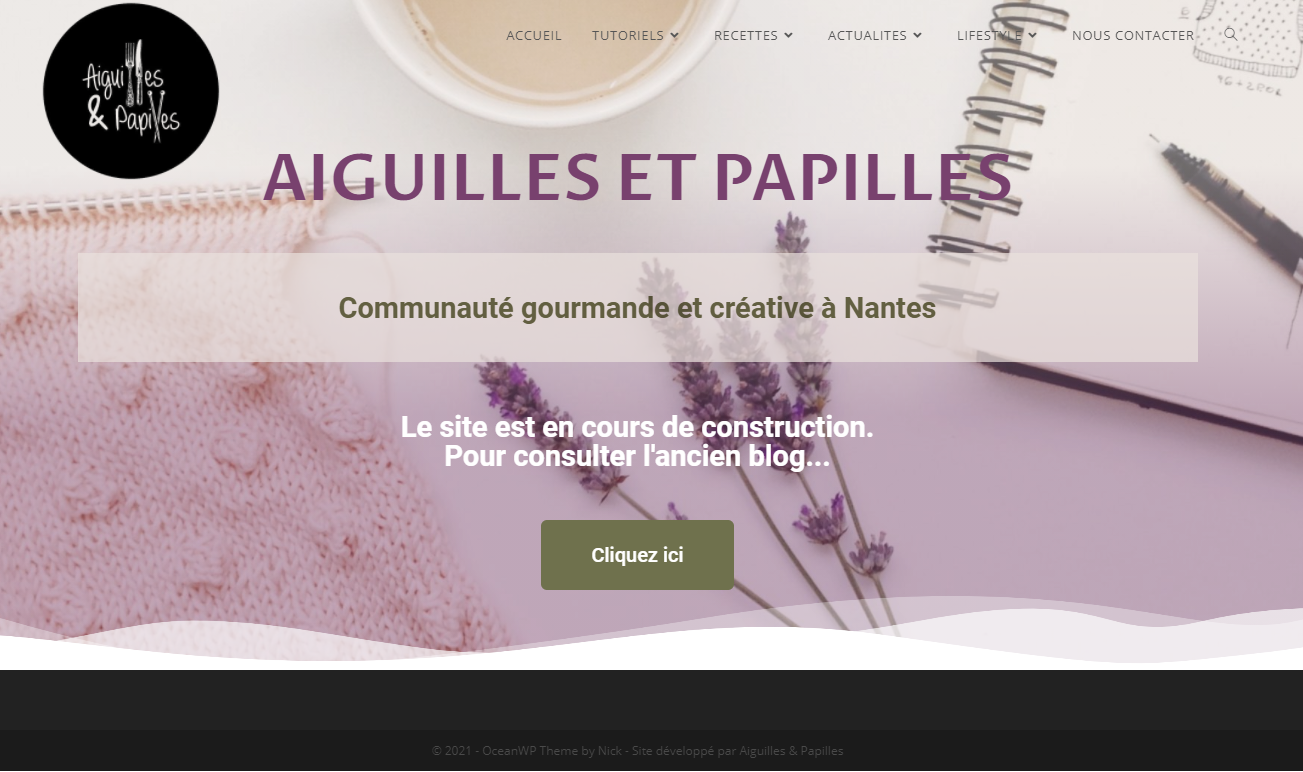 Aiguilles
& Papilles
ACCUEIL TUTORIELS RECETTES ACTUALITES LIFESTYLE NOUS CONTACTER
96+280R
AIGUILLES ET PAPILLES
Communauté gourmande et créative à Nantes
Le site est en cours de construction.
Pour consulter l'ancien blog...
Cliquez ici
© 2021 - OceanWP Theme by Nick - Site développé par Aiguilles & Papilles